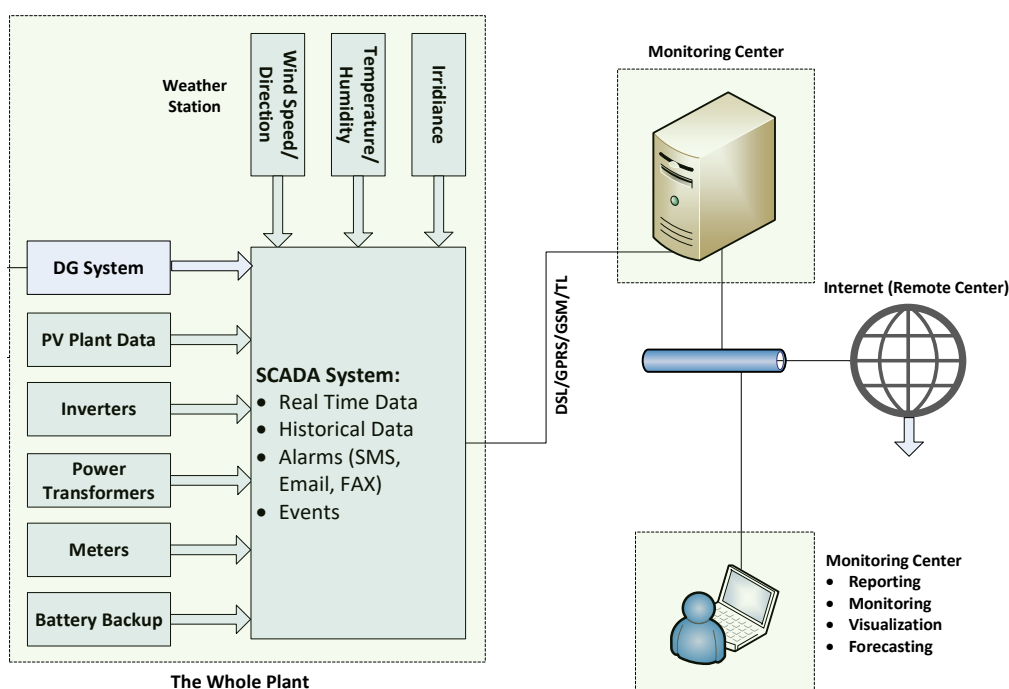 Weather
Station
Wind Speed/
Direction
Temperature/
Humidity
Irridiance
DG System
PV Plant Data
Inverters
Power
Transformers
Meters
Battery Backup
SCADA System:
• Real Time Data
• Historical Data
• Alarms (SMS,
Email, FAX)
• Events
The Whole Plant
DSL/GPRS/GSM/TL
Monitoring Center
Internet (Remote Center)
Monitoring Center
• Reporting
• Monitoring
• Visualization
• Forecasting